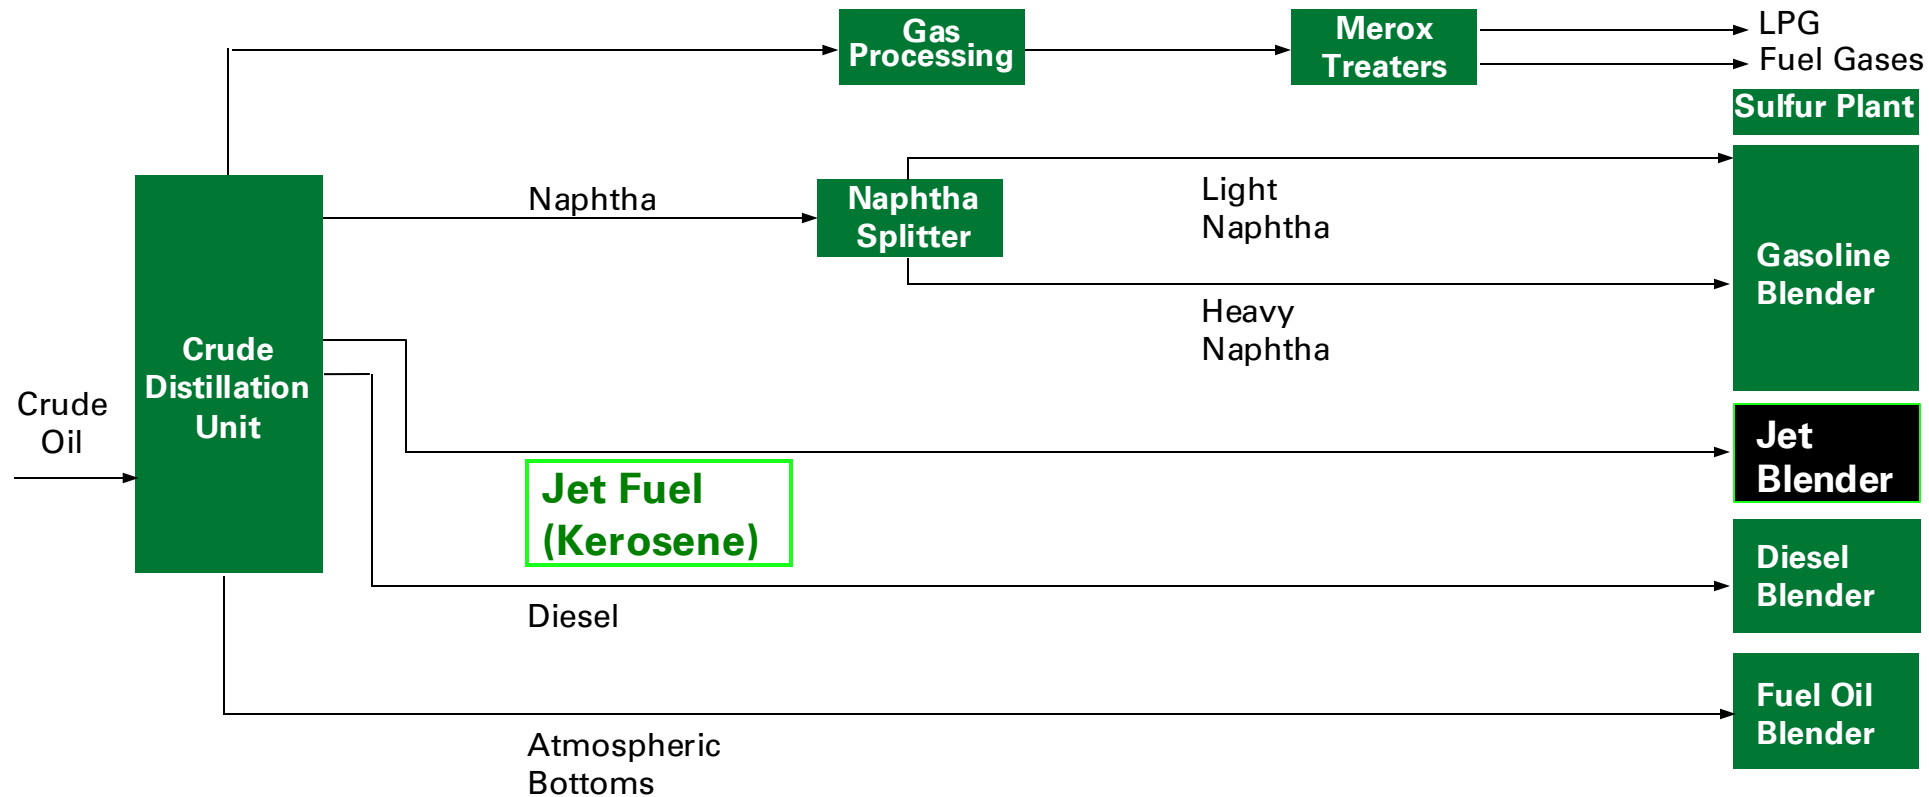 Gas
Processing
Merox
Treaters
LPG
Fuel Gases
Sulfur Plant
Naphtha
Naphtha
Splitter
Light
Naphtha
Heavy
Naphtha
Gasoline
Blender
Crude
Distillation
Unit
Crude
Oil
Jet Fuel
(Kerosene)
Jet
Blender
Diesel
Diesel
Blender
Atmospheric
Bottoms
Fuel Oil
Blender